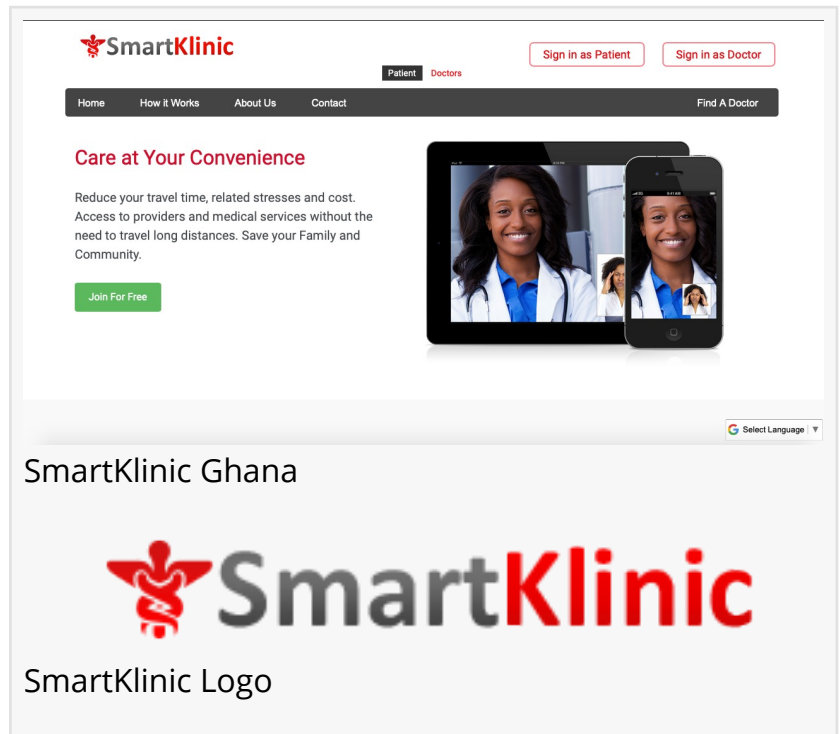 SmartKlinic
Sign in as Patient
Sign in as Doctor
Patient
Doctors
Home
How it Works
About Us
Contact
Find A Doctor
Care at Your Convenience
Reduce your travel time, related stresses and cost.
Access to providers and medical services without the
need to travel long distances. Save your Family and
Community.
Join For Free
Select Language
SmartKlinic Ghana
SmartKlinic
SmartKlinic Logo